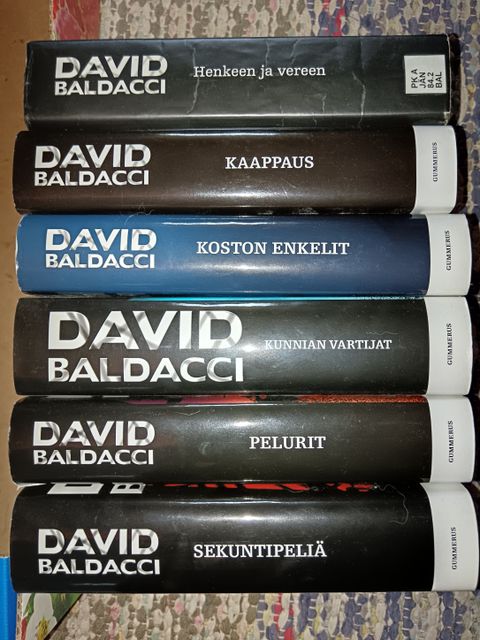 DAVID
BALDACCI
Henkeen ja vereen
PK A
JÄN
84.2
BAL
DAVID
BALDACCI
KAAPPAUS
GUMMERUS
DAVID
BALDACCI
KOSTON ENKELIT
GUMMERUS
DAVID
BALDACCI
KUNNIAN VARTIJAT
GUMMERUS
DAVID
BALDACCI
PELURIT
GUMMERUS
DAVID
BALDACCI
SEKUNTIPELIÄ
GUMMERUS